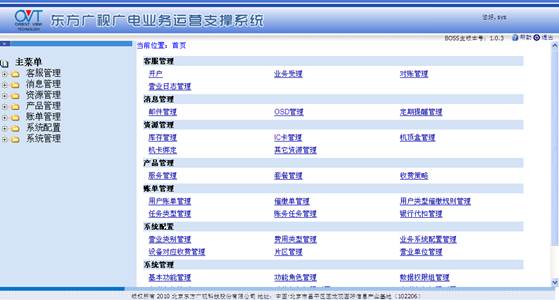 OVT
ORIENT VIEW
TECHNOLOGY
东方广视广电业务运营支撑系统
您好, sys
BOSS主版本号: 1.0.3 帮助 退出
当前位置: 首页
主菜单
客服管理
消息管理
资源管理
产品管理
账单管理
系统配置
系统管理
客服管理
开户 业务受理 对账管理
营业日志管理
消息管理
邮件管理 OSD管理 定期提醒管理
资源管理
库存管理 IC卡管理 机顶盒管理
机卡绑定 其它资源管理
产品管理
服务管理 套餐管理 收费策略
账单管理
用户账单管理 催缴单管理 用户类型催缴规则管理
任务类型管理 账务任务管理 银行代扣管理
系统配置
营业类别管理 费用类型管理 业务系统配置管理
设备对应收费管理 片区管理 营业单位管理
系统管理
基本功能管理 功能角色管理 数据权限组管理
版权所有 2010 北京东方广视科技股份有限公司 地址: 中国·北京市昌平区回龙观国际信息产业基地 (102206)